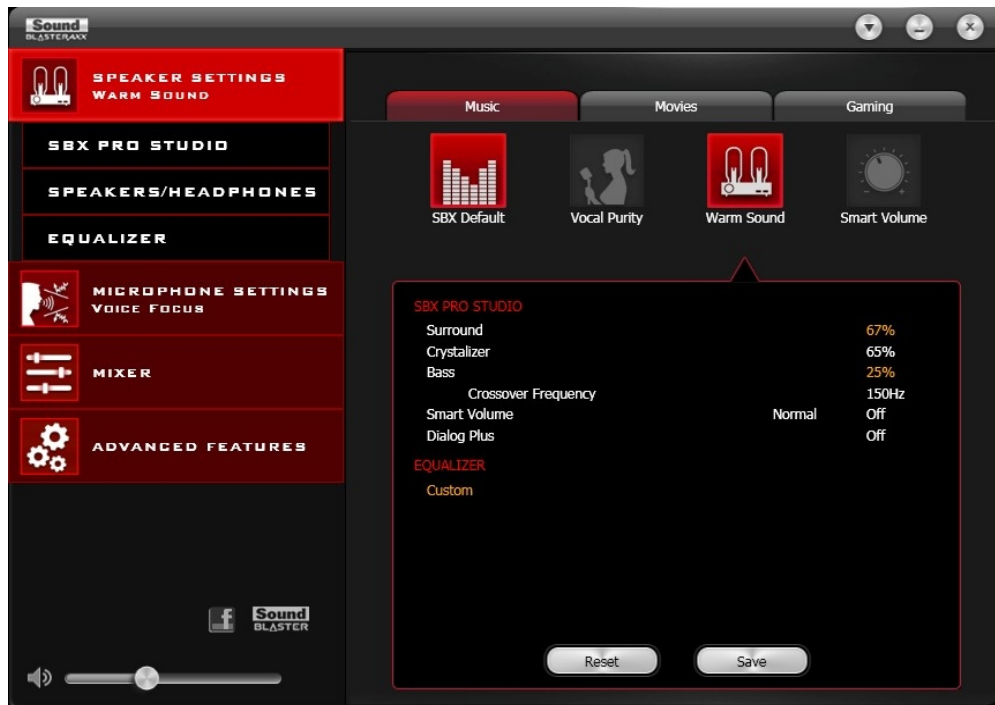 Sound
BLASTERAXX
SPEAKER SETTINGS
WARM SOUND
SBX PRO STUDIO
SPEAKERS/HEADPHONES
EQUALIZER
MICROPHONE SETTINGS
VOICE FOCUS
MIXER
ADVANCED FEATURES
f
Sound
BLASTER
Music
Movies
Gaming
SBX Default
Vocal Purity
Warm Sound
Smart Volume
SBX PRO STUDIO
Surround 67%
Crystalizer 65%
Bass 25%
Crossover Frequency 150Hz
Smart Volume Normal Off
Dialog Plus Off
EQUALIZER
Custom
Reset
Save